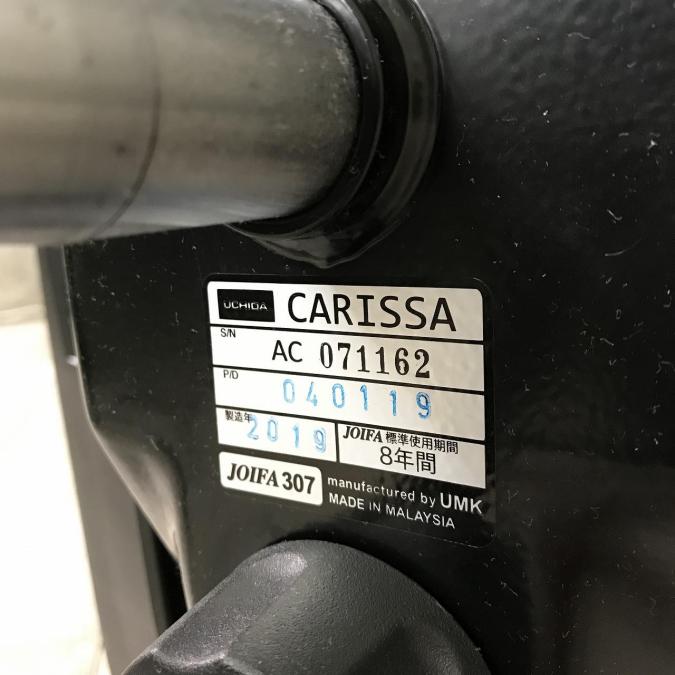 UCHIDA CARISSA
S/N AC 071162
P/D 040119
製造年 2019
JOIFA 標準使用期間
8年間
JOIFA 307
manufactured by UMK
MADE IN MALAYSIA